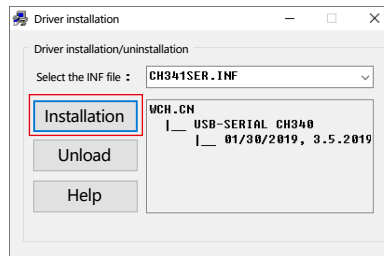 Driver installation
Driver installation/uninstallation
Select the INF file :
CH341SER.INF
Installation
Unload
Help
WCH.CN
|__ USB-SERIAL CH340
|__ 01/30/2019, 3.5.2019